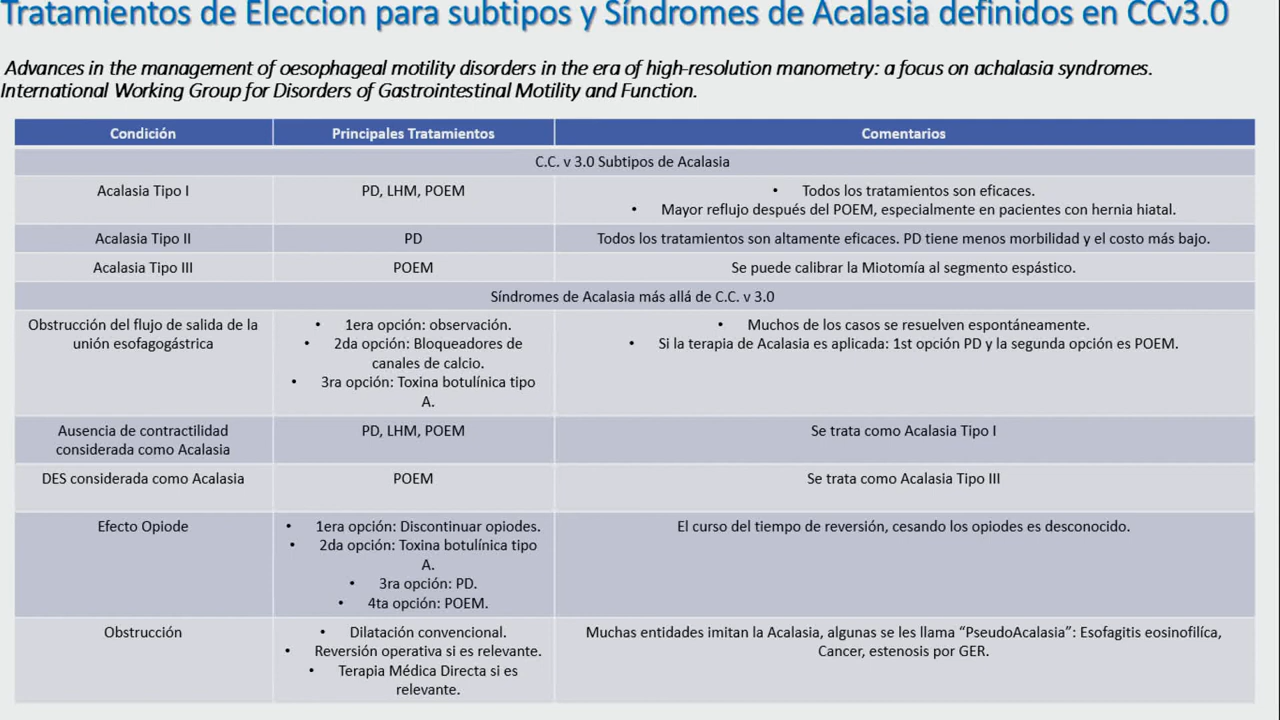 Tratamientos de Eleccion para subtipos y Síndromes de Acalasia definidos en CCv3.0
Advances in the management of oesophageal motility disorders in the era of high-resolution manometry: a focus on achalasia syndromes.
International Working Group for Disorders of Gastrointestinal Motility and Function.
Condición
Principales Tratamientos
Comentarios
C.C. v 3.0 Subtipos de Acalasia
Acalasia Tipo I
PD, LHM, POEM
• Todos los tratamientos son eficaces.
• Mayor reflujo después del POEM, especialmente en pacientes con hernia hiatal.
Acalasia Tipo II
PD
Todos los tratamientos son altamente eficaces. PD tiene menos morbilidad y el costo más bajo.
Acalasia Tipo III
POEM
Se puede calibrar la Miotomía al segmento espástico.
Síndromes de Acalasia más allá de C.C. v 3.0
Obstrucción del flujo de salida de la
unión esofagogástrica
• 1era opción: observación.
• 2da opción: Bloqueadores de
canales de calcio.
• 3ra opción: Toxina botulínica tipo
A.
• Muchos de los casos se resuelven espontáneamente.
• Si la terapia de Acalasia es aplicada: 1st opción PD y la segunda opción es POEM.
Ausencia de contractilidad
considerada como Acalasia
PD, LHM, POEM
Se trata como Acalasia Tipo I
DES considerada como Acalasia
POEM
Se trata como Acalasia Tipo III
Efecto Opiode
• 1era opción: Discontinuar opiodes.
• 2da opción: Toxina botulínica tipo
A.
• 3ra opción: PD.
• 4ta opción: POEM.
El curso del tiempo de reversión, cesando los opiodes es desconocido.
Obstrucción
• Dilatación convencional.
• Reversión operativa si es relevante.
• Terapia Médica Directa si es
relevante.
Muchas entidades imitan la Acalasia, algunas se les llama “PseudoAcalasia”: Esofagitis eosinofilíca,
Cancer, estenosis por GER.